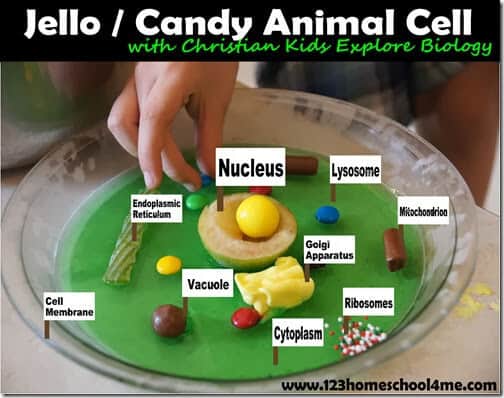 Jello / Candy Animal Cell
with Christian Kids Explore Biology
Nucleus
Lysosome
Endoplasmic
Reticulum
Mitochondrion
Golgi
Apparatus
Vacuole
Cell
Membrane
Ribosomes
Cytoplasm
www.123homeschool4me.com